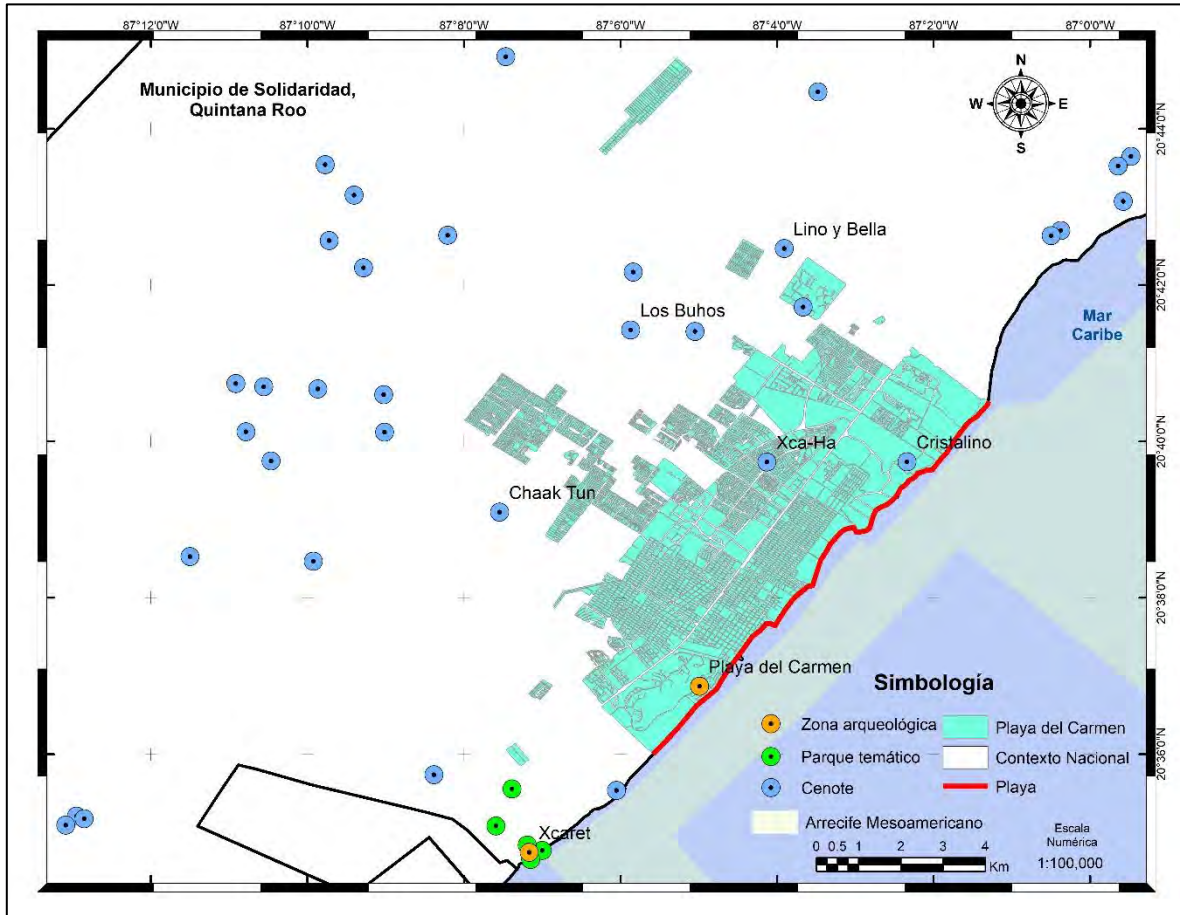 87°12'0"W 87°10'0"W 87°8'0"W 87°6'0"W 87°4'0"W 87°2'0"W 87°0'0"W
Municipio de Solidaridad,
Quintana Roo
N
W E
S
20°44'0"N
Lino y Bella
20°42'0"N
Los Buhos
Mar
Caribe
20°40'0"N
Xca-Ha
Cristalino
Chaak Tun
20°38'0"N
Playa del Carmen
Simbología
Zona arqueológica
Playa del Carmen
Parque temático
Contexto Nacional
20°36'0"N
Cenote
Playa
Xcaret
Arrecife Mesoamericano
Escala
Numérica
1:100,000
0 0.5 1 2 3 4
Km